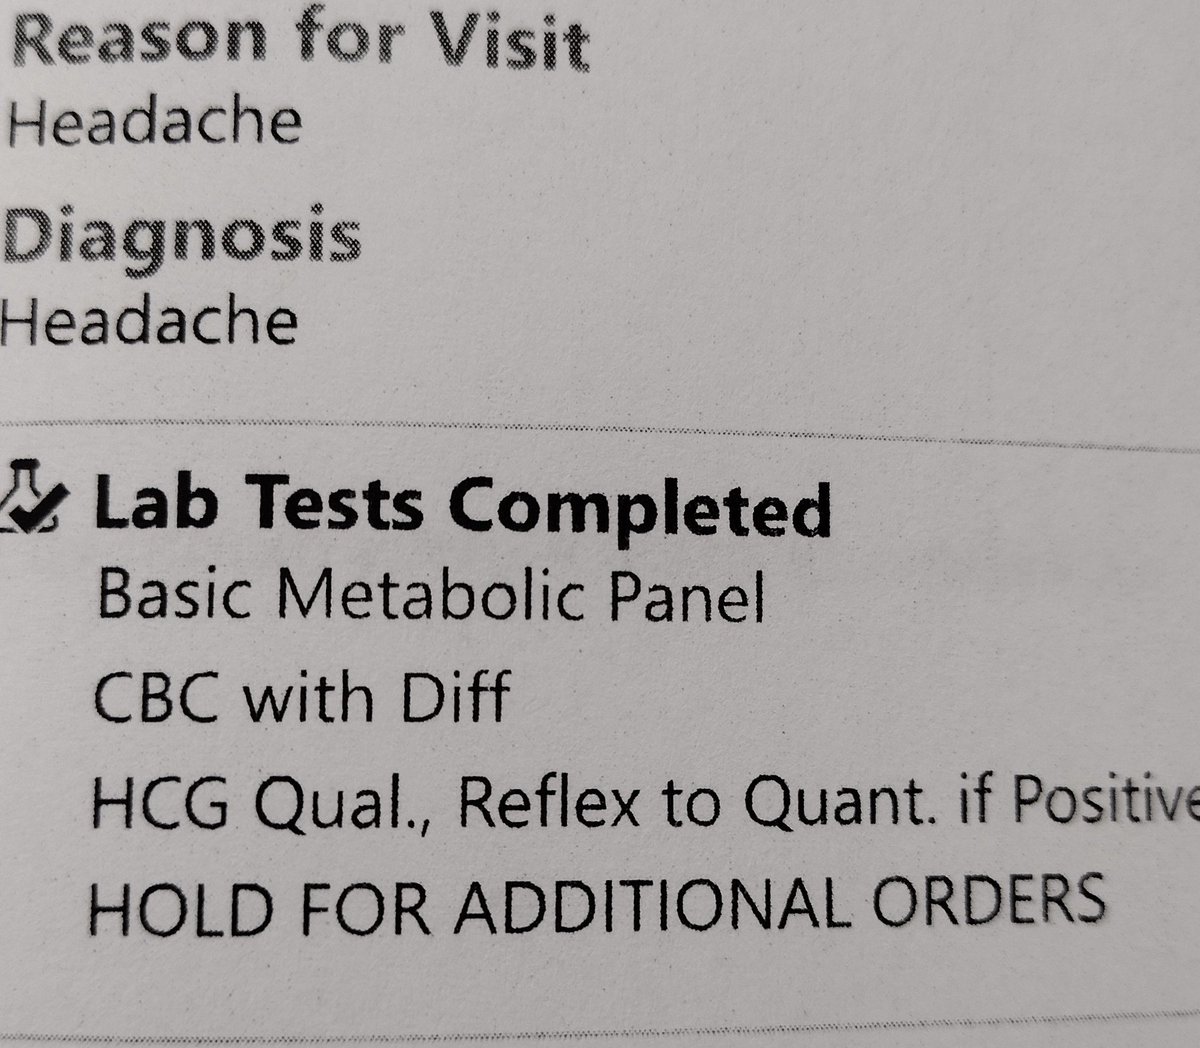 Reason for Visit
Headache
Diagnosis
Headache
Lab Tests Completed
Basic Metabolic Panel
CBC with Diff
HCG Qual., Reflex to Quant. if Positive
HOLD FOR ADDITIONAL ORDERS